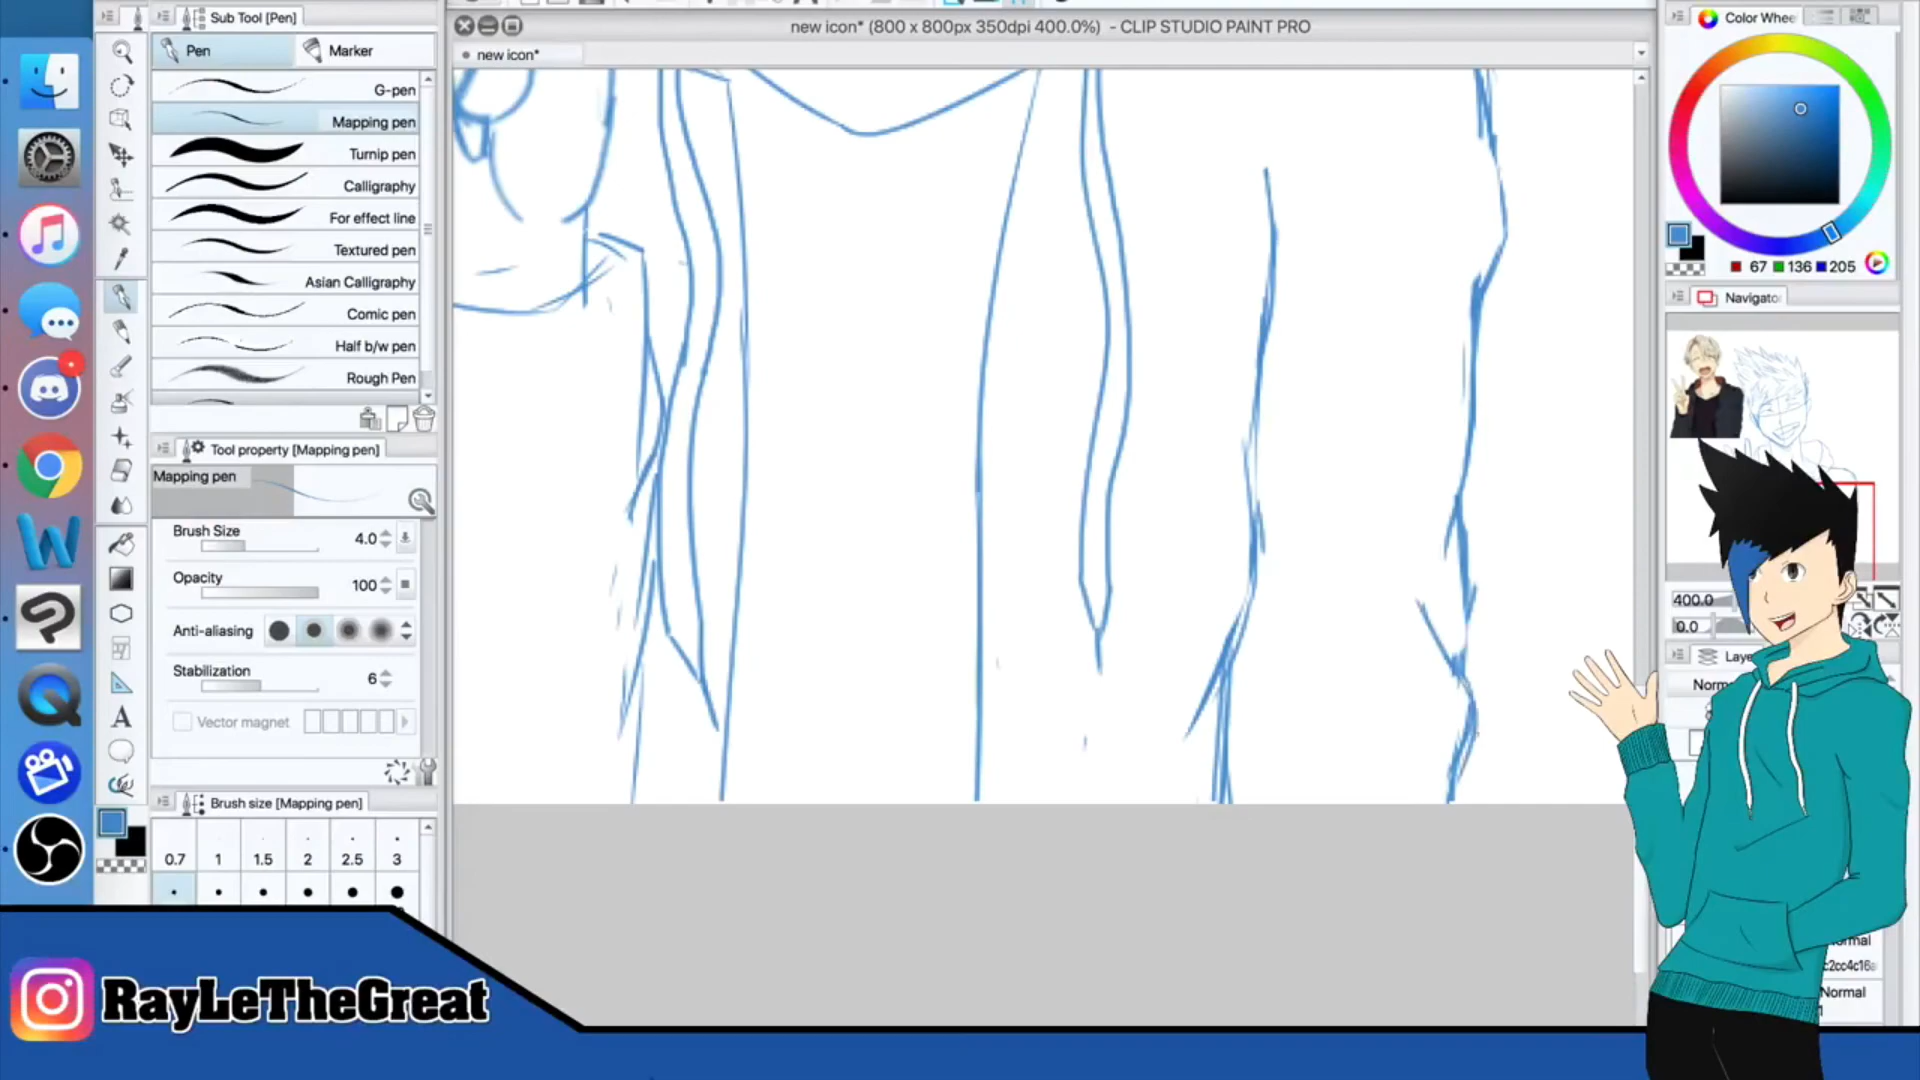 Sub Tool [Pen]
Pen
Marker
G-pen
Mapping pen
Turnip pen
Calligraphy
For effect line
Textured pen
Asian Calligraphy
Comic pen
Half b/w pen
Rough Pen
Tool property [Mapping pen]
Mapping pen
Brush Size 4.0
Opacity 100
Anti-aliasing
Stabilization 6
Vector magnet
Brush size [Mapping pen]
0.7 1 1.5 2 2.5 3
new icon* (800 x 800px 350dpi 400.0%) - CLIP STUDIO PAINT PRO
new icon*
Color Whee
67 136 205
Navigato
400.0
0.0
Laye
Norm
rmal
c2cc4c16a
Normal
RayLeTheGreat